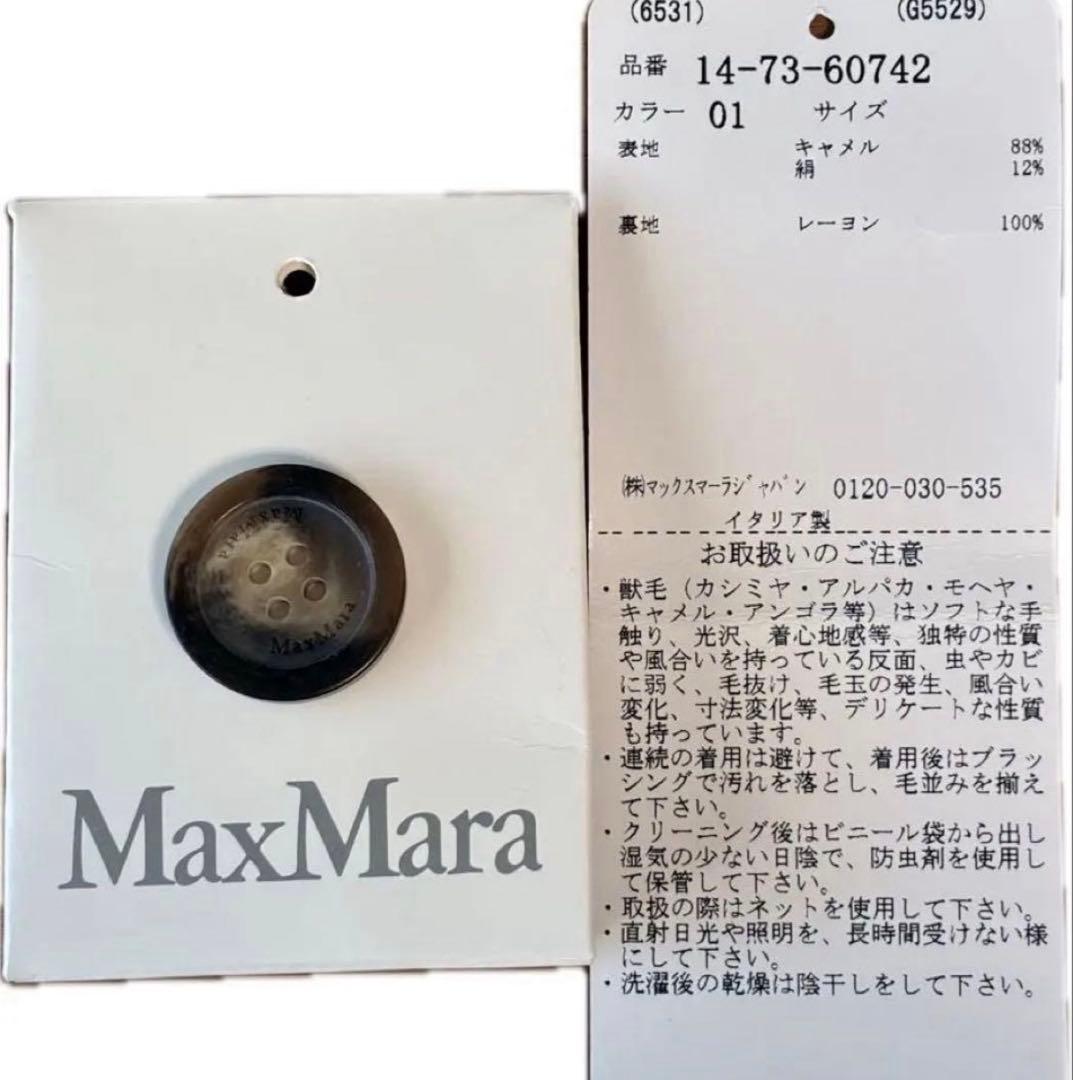 MaxMara
MaxMara
(6531) (G5529)
品番 14-73-60742
カラー 01 サイズ
表地 キャメル 88%
絹 12%
裏地 レーヨン 100%
㈱マックスマーラジャパン 0120-030-535
イタリア製
お取扱いのご注意
・獣毛（カシミヤ・アルパカ・モヘヤ・
キャメル・アンゴラ等）はソフトな手
触り、光沢、着心地感等、独特の性質
や風合いを持っている反面、虫やカビ
に弱く、毛抜け、毛玉の発生、風合い
変化、寸法変化等、デリケートな性質
も持っています。
・連続の着用は避けて、着用後はブラッ
シングで汚れを落とし、毛並みを揃え
て下さい。
・クリーニング後はビニール袋から出し
湿気の少ない日陰で、防虫剤を使用し
て保管して下さい。
・取扱の際はネットを使用して下さい。
・直射日光や照明を、長時間受けない様
にして下さい。
・洗濯後の乾燥は陰干しをして下さい。